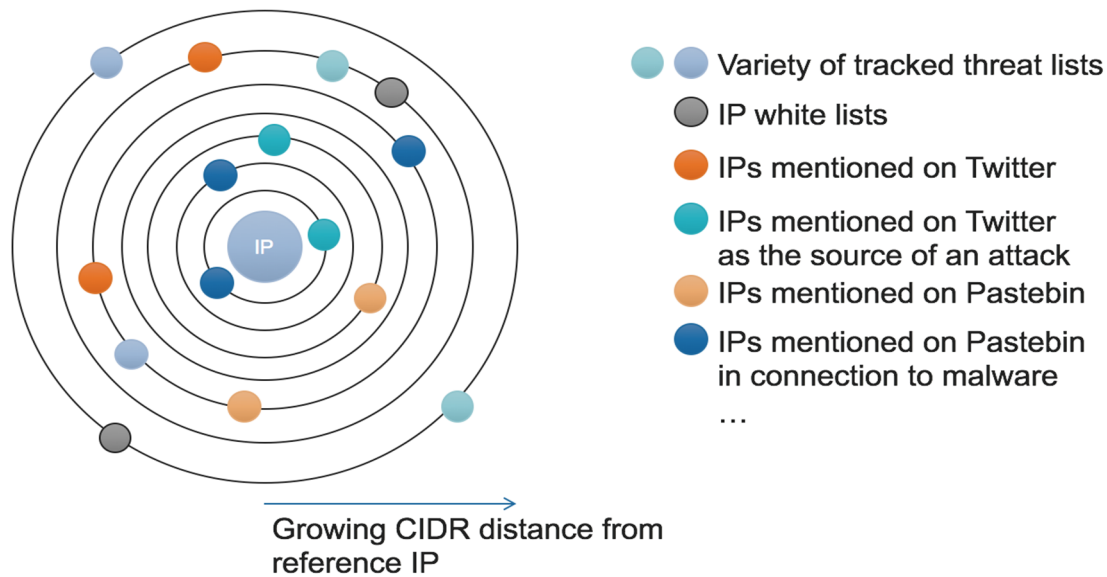 IP
Variety of tracked threat lists
IP white lists
IPs mentioned on Twitter
IPs mentioned on Twitter
as the source of an attack
IPs mentioned on Pastebin
IPs mentioned on Pastebin
in connection to malware
…
Growing CIDR distance from
reference IP